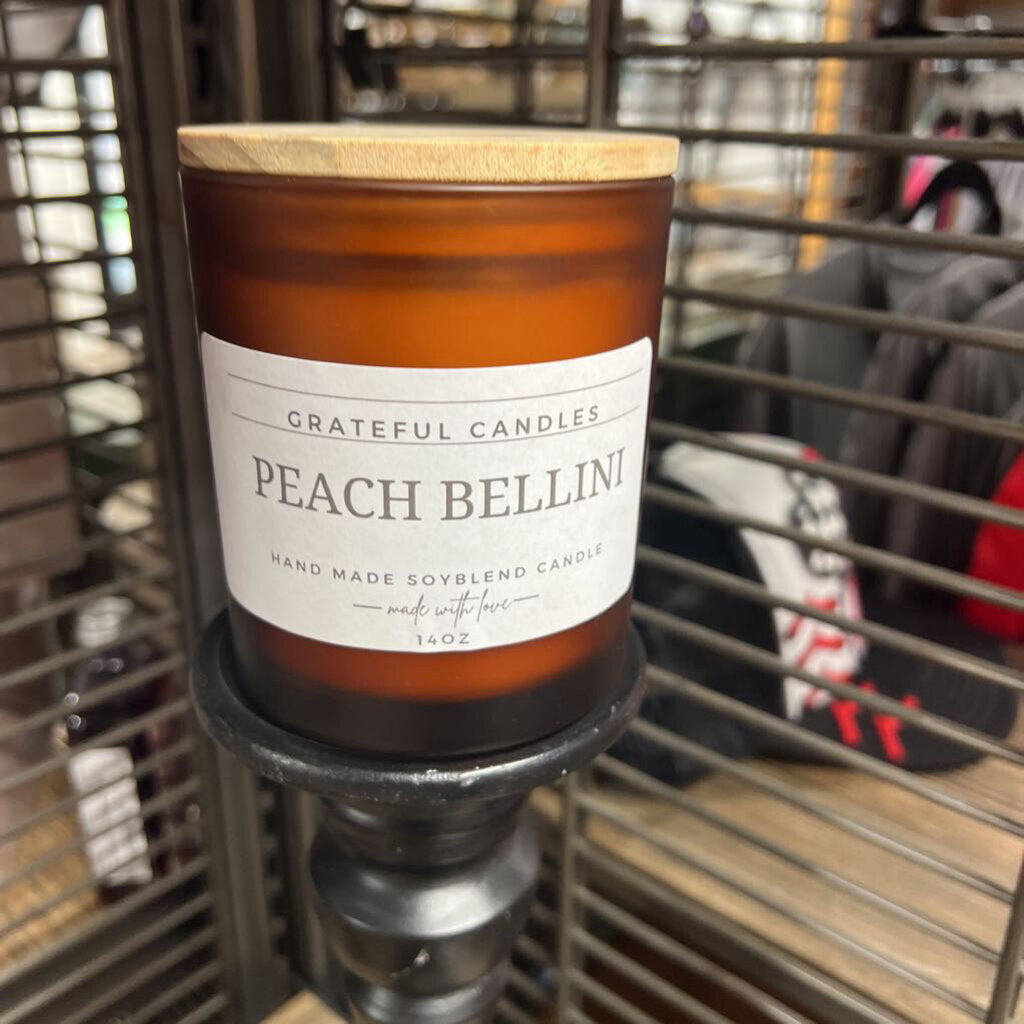 GRATEFUL CANDLES
PEACH BELLINI
HAND MADE SOYBLEND CANDLE
made with love
14OZ